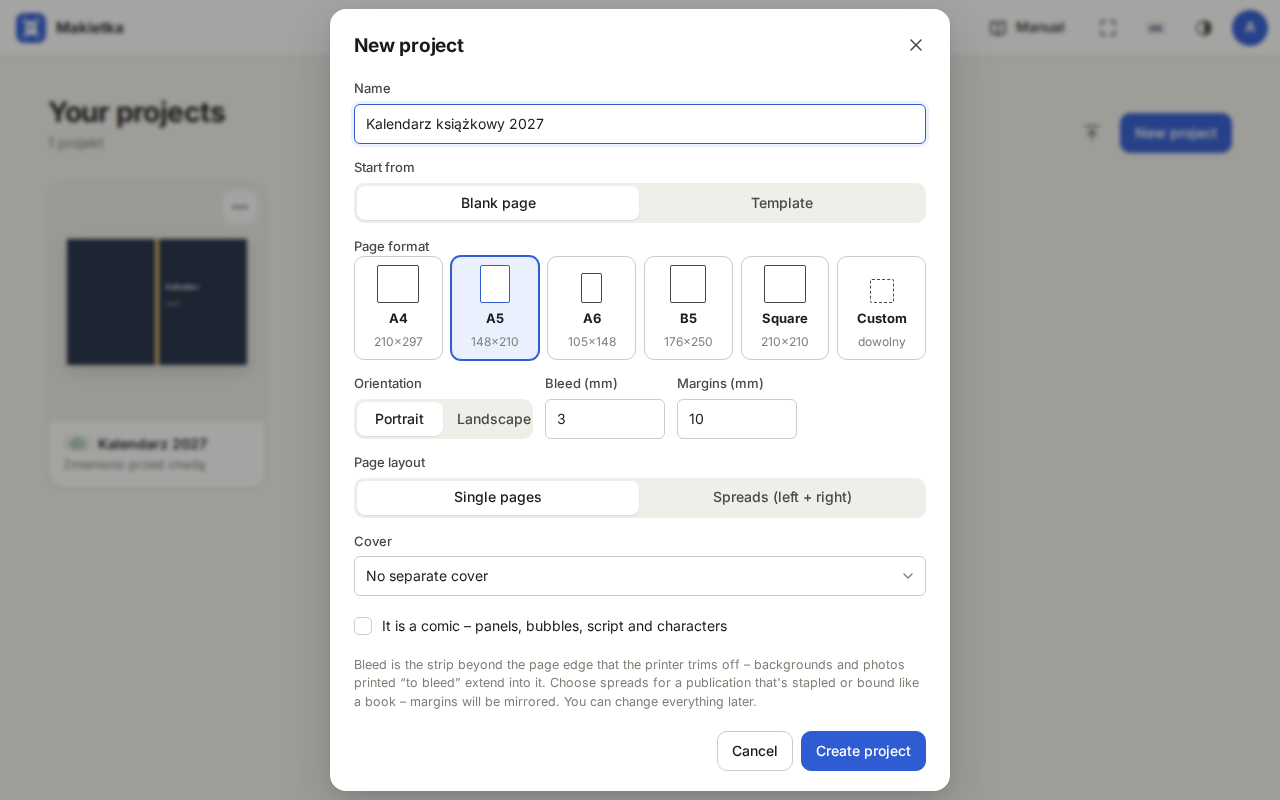 Makietka
Manual
A
Your projects
1 projekt
New project
Kalendarz 2027
Zmieniono przed chwilą
New project
Name
Kalendarz książkowy 2027
Start from
Blank page
Template
Page format
A4
210×297
A5
148×210
A6
105×148
B5
176×250
Square
210×210
Custom
dowolny
Orientation
Bleed (mm)
Margins (mm)
Portrait
Landscape
3
10
Page layout
Single pages
Spreads (left + right)
Cover
No separate cover
It is a comic – panels, bubbles, script and characters
Bleed is the strip beyond the page edge that the printer trims off – backgrounds and photos
printed “to bleed” extend into it. Choose spreads for a publication that's stapled or bound like
a book – margins will be mirrored. You can change everything later.
Cancel
Create project